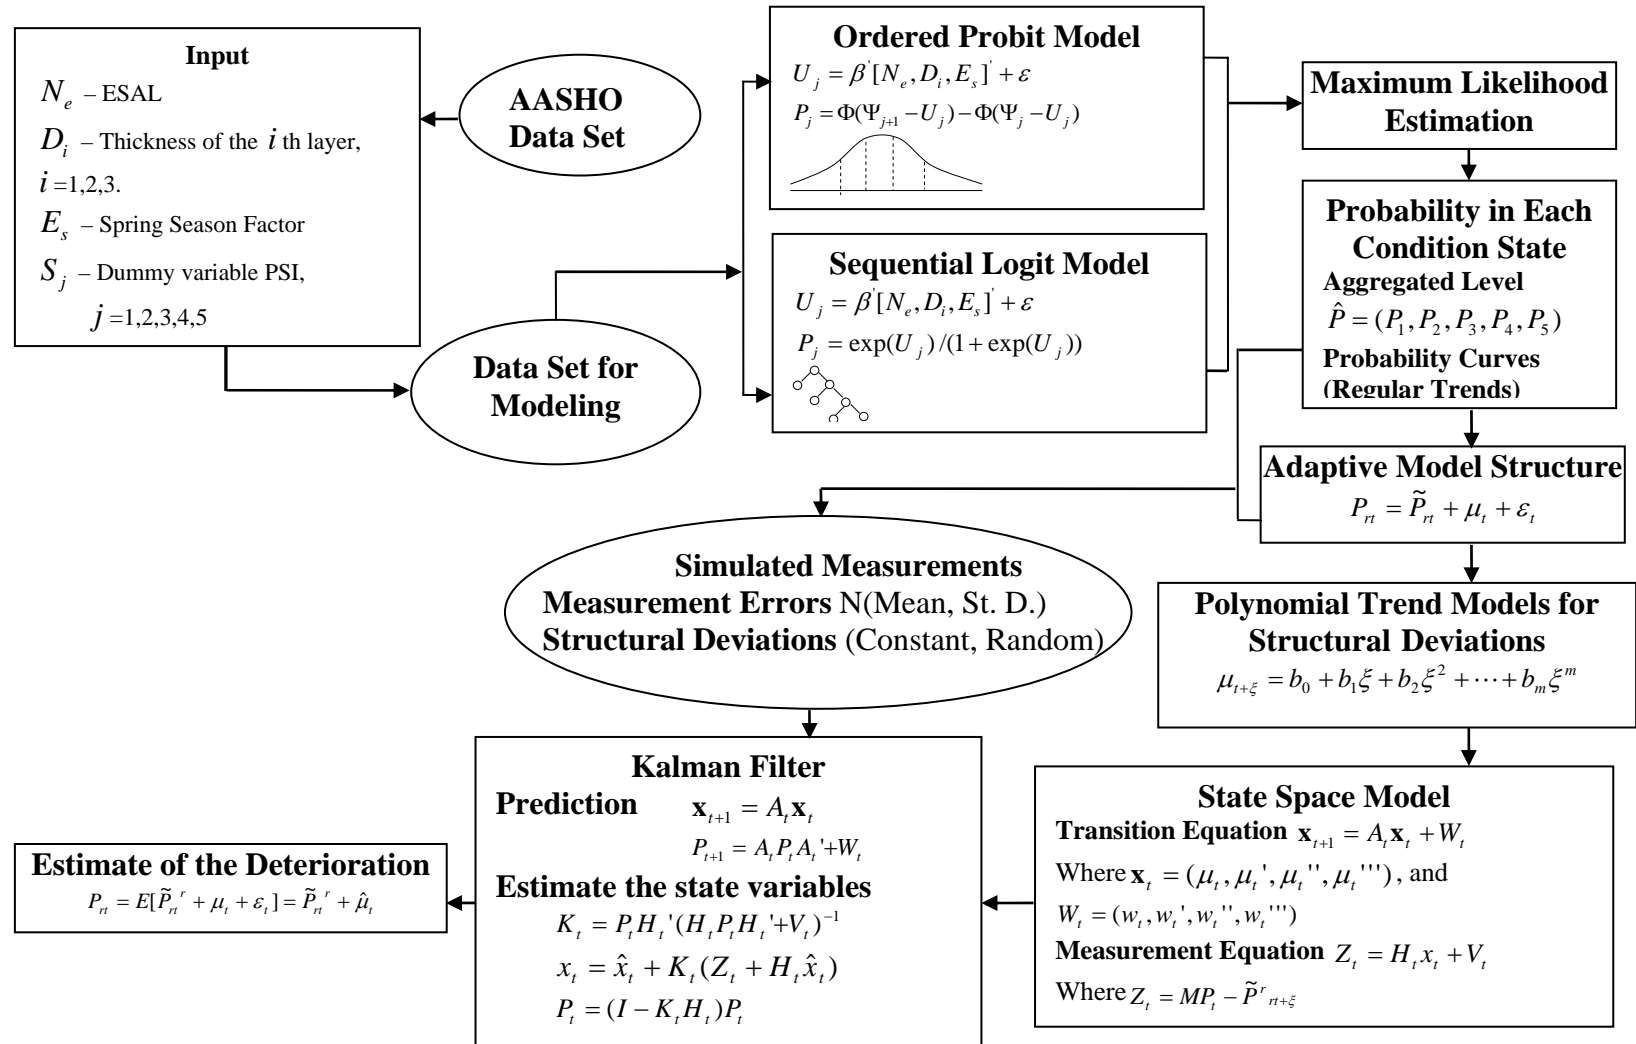 Input
N_e – ESAL
D_i – Thickness of the i th layer,
i =1,2,3.
E_s – Spring Season Factor
S_j – Dummy variable PSI,
j =1,2,3,4,5
AASHO
Data Set
Data Set for
Modeling
Ordered Probit Model
U_j = β'[N_e, D_i, E_s]' + ε
P_j = Φ(Ψ_{j+1} − U_j) − Φ(Ψ_j − U_j)
Sequential Logit Model
U_j = β'[N_e, D_i, E_s]' + ε
P_j = exp(U_j)/(1 + exp(U_j))
Maximum Likelihood
Estimation
Probability in Each
Condition State
Aggregated Level
P̂ = (P_1, P_2, P_3, P_4, P_5)
Probability Curves
(Regular Trends)
Adaptive Model Structure
P_{rt} = P̃_{rt} + μ_t + ε_t
Simulated Measurements
Measurement Errors N(Mean, St. D.)
Structural Deviations (Constant, Random)
Polynomial Trend Models for
Structural Deviations
μ_{t+ξ} = b_0 + b_1ξ + b_2ξ^2 + ··· + b_mξ^m
State Space Model
Transition Equation x_{t+1} = A_t x_t + W_t
Where x_t = (μ_t, μ_t', μ_t'', μ_t'''), and
W_t = (w_t, w_t', w_t'', w_t''')
Measurement Equation Z_t = H_t x_t + V_t
Where Z_t = MP_t − P̃^r_{rt+ξ}
Kalman Filter
Prediction x_{t+1} = A_t x_t
P_{t+1} = A_t P_t A_t'+W_t
Estimate the state variables
K_t = P_t H_t'(H_t P_t H_t'+V_t)^{−1}
x_t = x̂_t + K_t(Z_t + H_t x̂_t)
P_t = (I − K_t H_t)P_t
Estimate of the Deterioration
P_{rt} = E[P̃_{rt}^r + μ_t + ε_t] = P̃_{rt}^r + μ̂_t